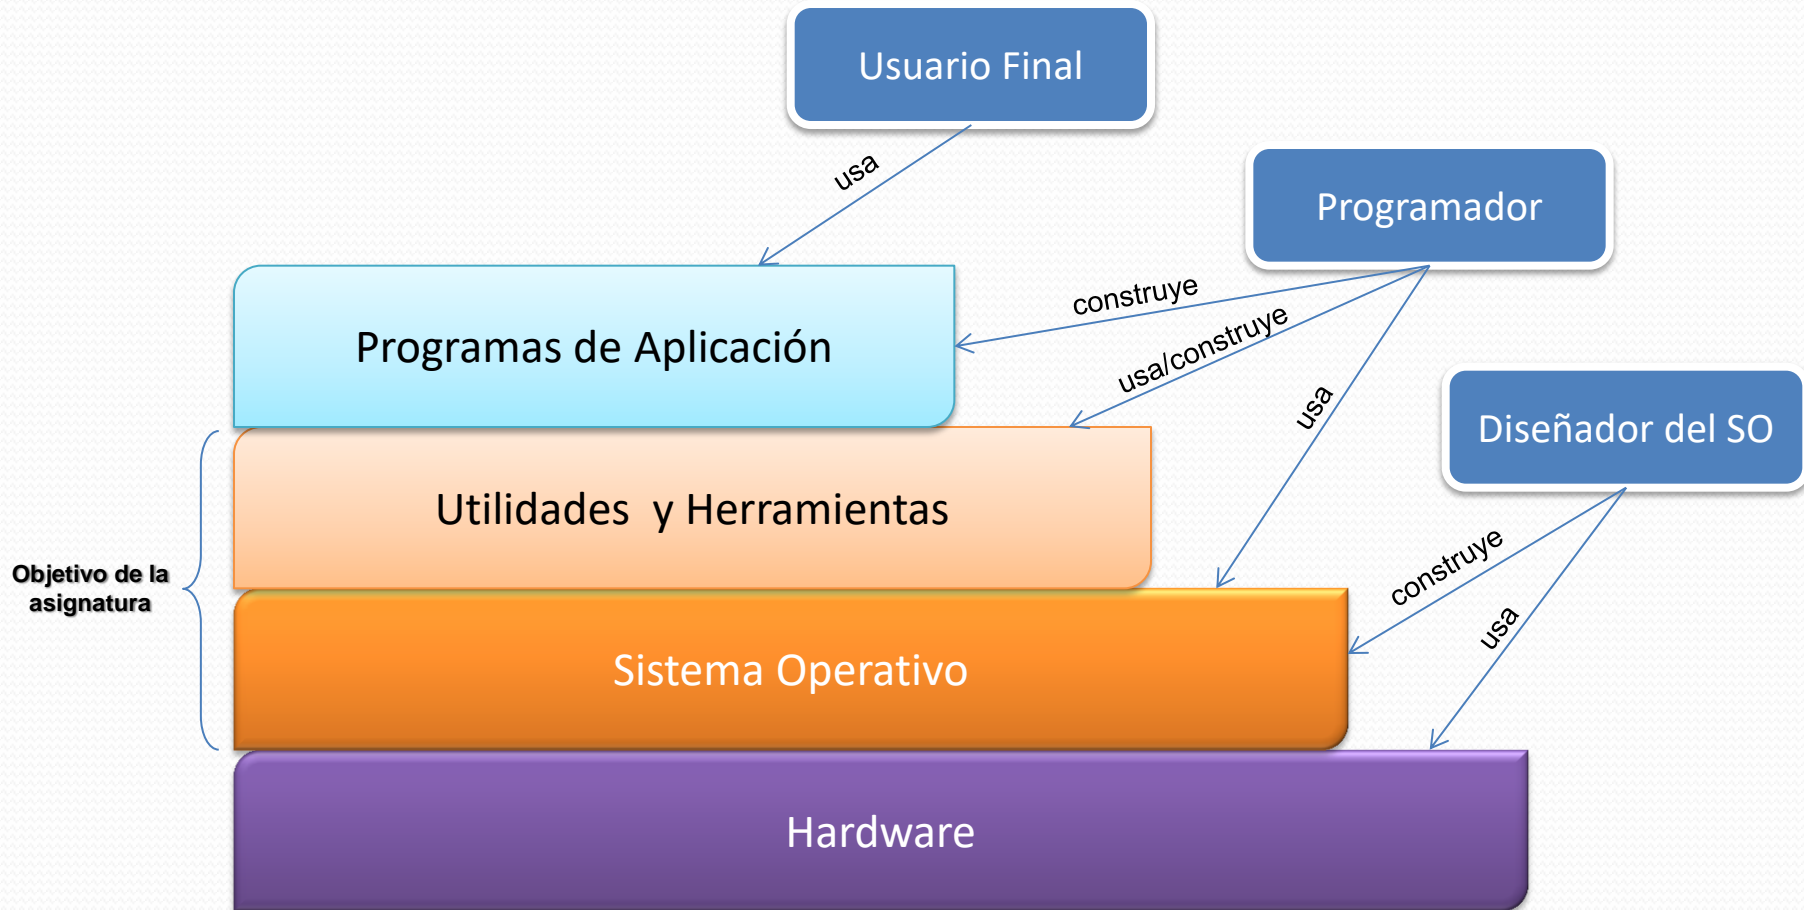 Usuario Final
usa
Programador
construye
Programas de Aplicación
usa/construye
usa
Diseñador del SO
Utilidades y Herramientas
construye
Objetivo de la
asignatura
usa
Sistema Operativo
Hardware